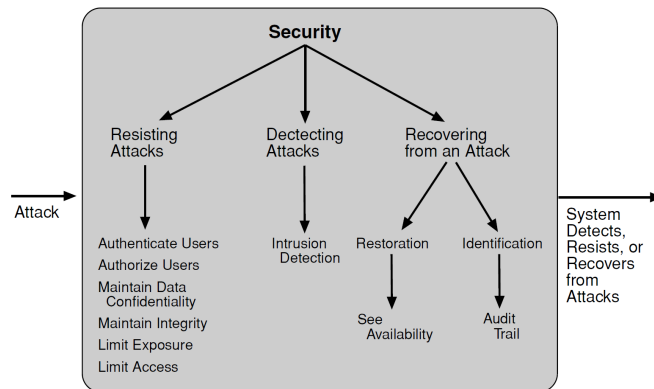 Security
Resisting
Attacks
Dectecting
Attacks
Recovering
from an Attack
Attack
System
Detects,
Resists, or
Recovers
from
Attacks
Authenticate Users
Authorize Users
Maintain Data
Confidentiality
Maintain Integrity
Limit Exposure
Limit Access
Intrusion
Detection
Restoration
Identification
See
Availability
Audit
Trail